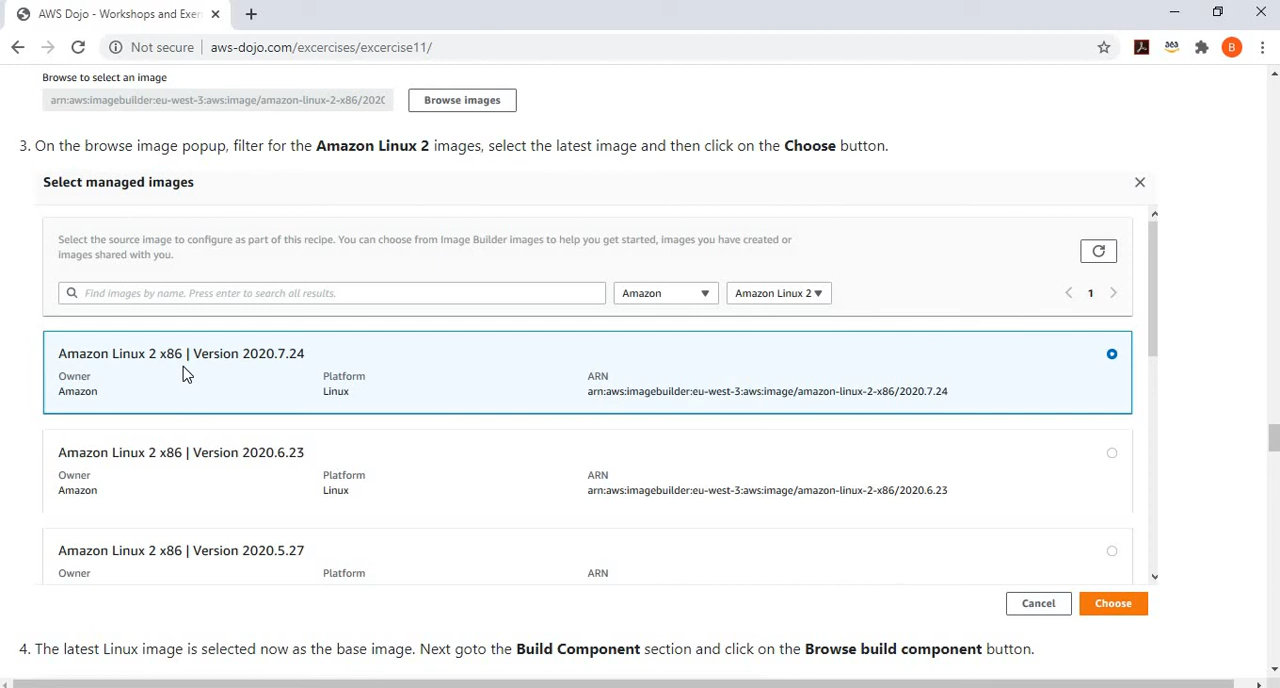 AWS Dojo - Workshops and Exer
Not secure | aws-dojo.com/excercises/excercise11/
B
Browse to select an image
arn:aws:imagebuilder:eu-west-3:aws:image/amazon-linux-2-x86/2020
Browse images
3. On the browse image popup, filter for the Amazon Linux 2 images, select the latest image and then click on the Choose button.
Select managed images
Select the source image to configure as part of this recipe. You can choose from Image Builder images to help you get started, images you have created or
images shared with you.
Find images by name. Press enter to search all results.
Amazon
Amazon Linux 2
1
Amazon Linux 2 x86 | Version 2020.7.24
Owner Platform ARN
Amazon Linux arn:aws:imagebuilder:eu-west-3:aws:image/amazon-linux-2-x86/2020.7.24
Amazon Linux 2 x86 | Version 2020.6.23
Owner Platform ARN
Amazon Linux arn:aws:imagebuilder:eu-west-3:aws:image/amazon-linux-2-x86/2020.6.23
Amazon Linux 2 x86 | Version 2020.5.27
Owner Platform ARN
Cancel Choose
4. The latest Linux image is selected now as the base image. Next goto the Build Component section and click on the Browse build component button.